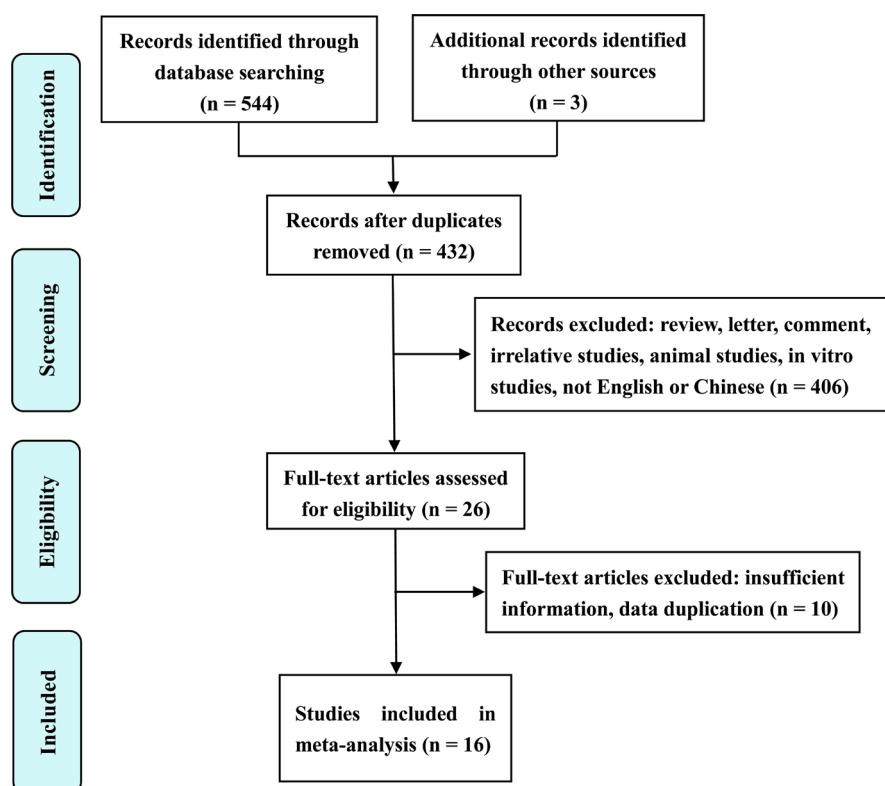 Identification
Records identified through
database searching
(n = 544)
Additional records identified
through other sources
(n = 3)
Records after duplicates
removed (n = 432)
Screening
Records excluded: review, letter, comment,
irrelative studies, animal studies, in vitro
studies, not English or Chinese (n = 406)
Eligibility
Full-text articles assessed
for eligibility (n = 26)
Full-text articles excluded: insufficient
information, data duplication (n = 10)
Included
Studies included in
meta-analysis (n = 16)